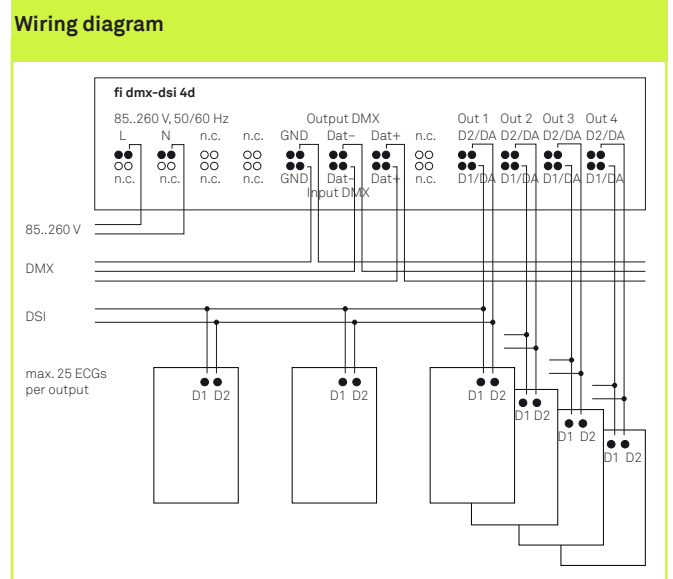 Wiring diagram
fi dmx-dsi 4d
85..260 V, 50/60 Hz Output DMX Out 1 Out 2 Out 3 Out 4
L N n.c. n.c. GND Dat– Dat+ n.c. D2/DA D2/DA D2/DA D2/DA
n.c. n.c. n.c. n.c. GND Dat– Dat+ n.c. D1/DA D1/DA D1/DA D1/DA
Input DMX
85..260 V
DMX
DSI
max. 25 ECGs
per output
D1 D2 D1 D2 D1 D2
D1 D2
D1 D2
D1 D2